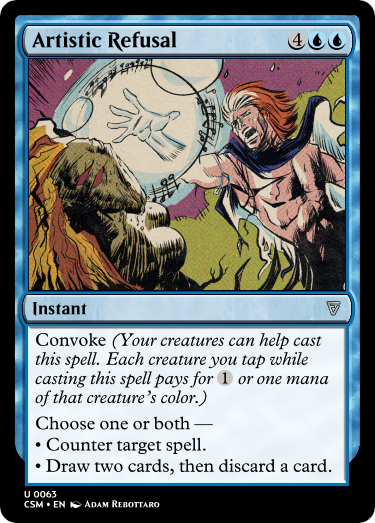 Artistic Refusal 4UU
Instant
Convoke (Your creatures can help cast
this spell. Each creature you tap while
casting this spell pays for 1 or one mana
of that creature's color.)
Choose one or both —
• Counter target spell.
• Draw two cards, then discard a card.
U 0063
CSM • EN Adam Rebottaro